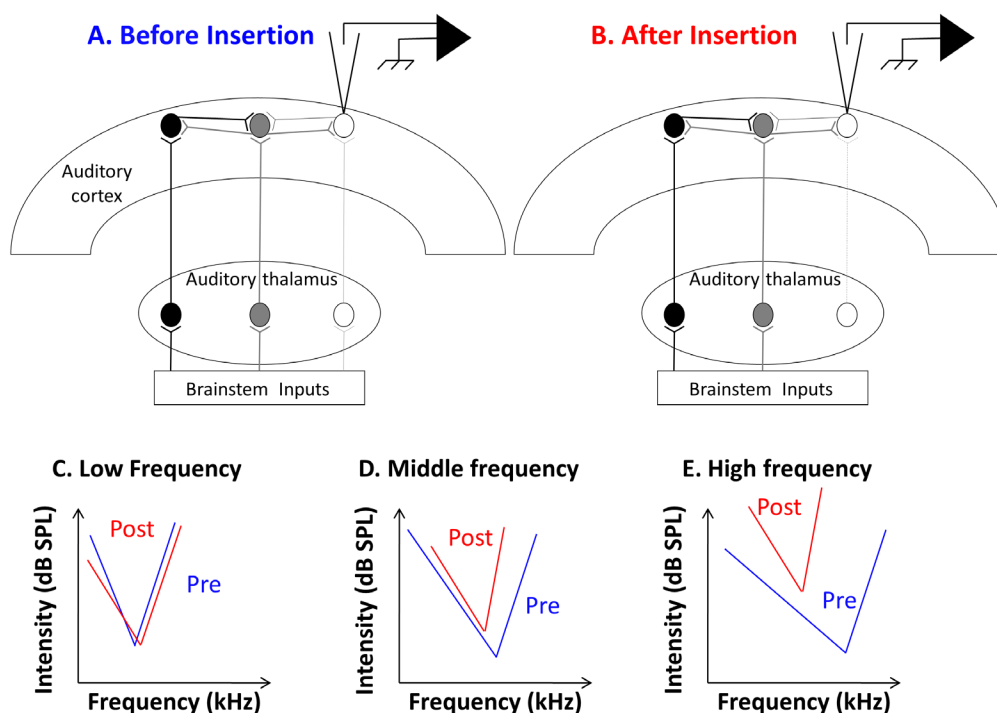 A. Before Insertion
B. After Insertion
Auditory
cortex
Auditory thalamus
Auditory thalamus
Brainstem Inputs
Brainstem Inputs
C. Low Frequency
D. Middle frequency
E. High frequency
Intensity (dB SPL)
Post
Pre
Frequency (kHz)
Intensity (dB SPL)
Post
Pre
Frequency (kHz)
Intensity (dB SPL)
Post
Pre
Frequency (kHz)